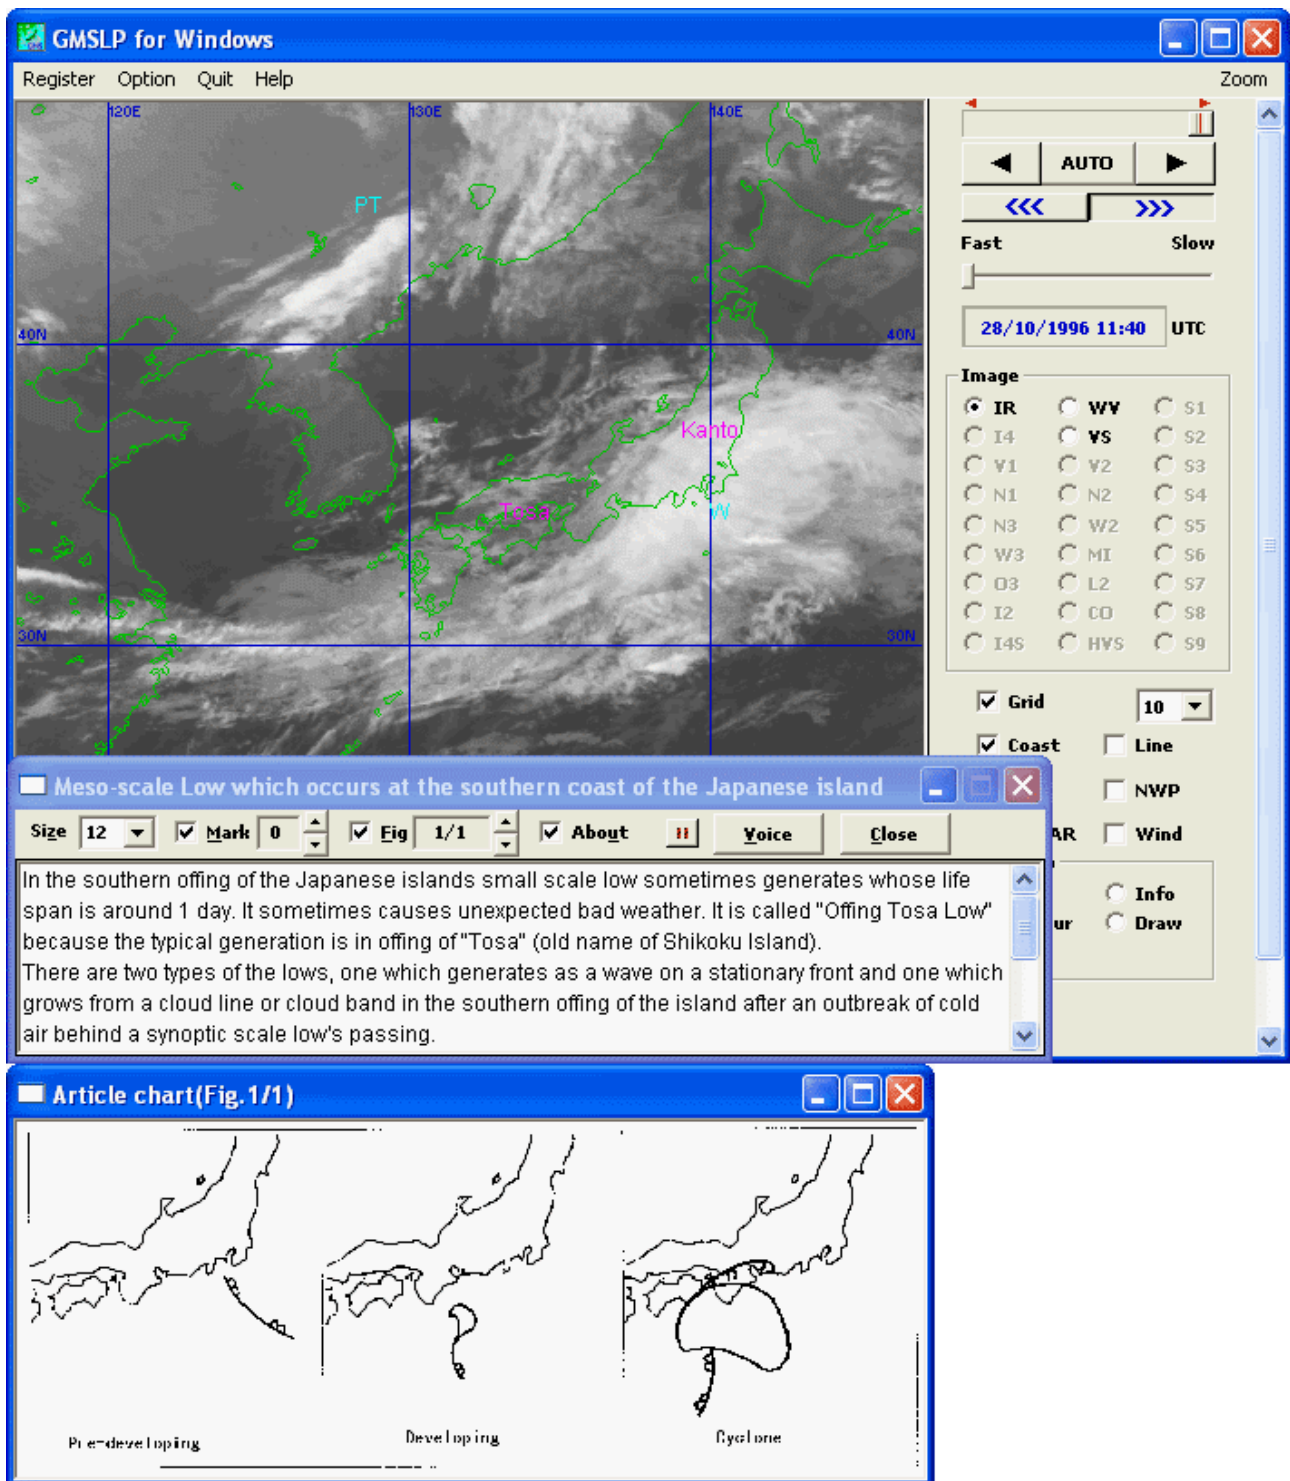 GMSLP for Windows
Register Option Quit Help Zoom
120E 130E 140E
PT
AUTO
<<< >>>
Fast Slow
28/10/1996 11:40 UTC
40N 40N
Image
IR WV S1
I4 VS S2
V1 V2 S3
N1 N2 S4
N3 W2 S5
W3 MI S6
O3 L2 S7
I2 CO S8
I4S HVS S9
Kanto
Tosa W
30N 30N
Grid 10
Coast Line
NWP
AR Wind
Info
ur Draw
Meso-scale Low which occurs at the southern coast of the Japanese island
Size 12 Mark 0 Fig 1/1 About Voice Close
In the southern offing of the Japanese islands small scale low sometimes generates whose life
span is around 1 day. It sometimes causes unexpected bad weather. It is called "Offing Tosa Low"
because the typical generation is in offing of "Tosa" (old name of Shikoku Island).
There are two types of the lows, one which generates as a wave on a stationary front and one which
grows from a cloud line or cloud band in the southern offing of the island after an outbreak of cold
air behind a synoptic scale low's passing.
Article chart(Fig.1/1)
Pre-developing Developing Cyclone